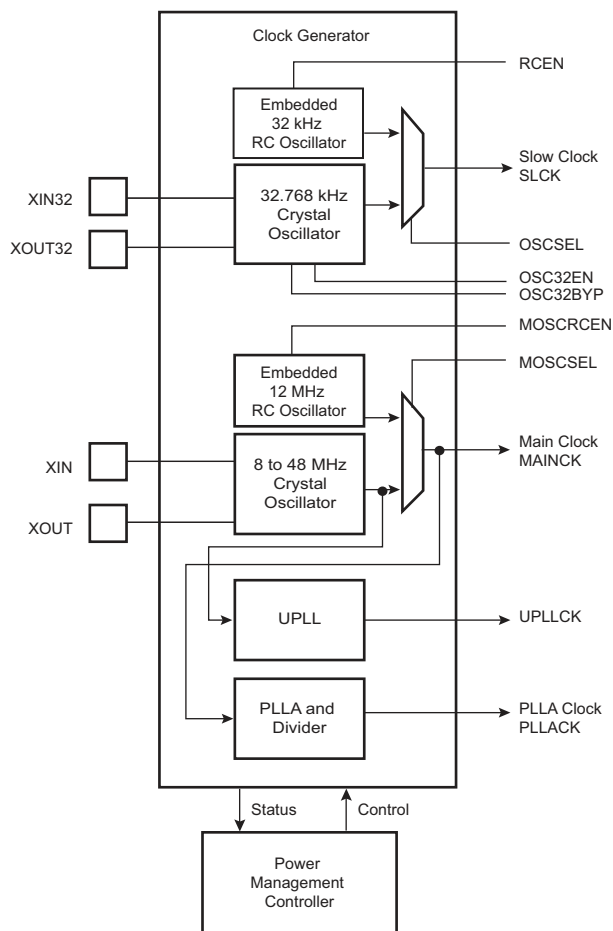 Clock Generator
RCEN
Embedded
32 kHz
RC Oscillator
Slow Clock
SLCK
XIN32
32.768 kHz
Crystal
Oscillator
XOUT32
OSCSEL
OSC32EN
OSC32BYP
MOSCRCEN
MOSCSEL
Embedded
12 MHz
RC Oscillator
Main Clock
MAINCK
XIN
8 to 48 MHz
Crystal
Oscillator
XOUT
UPLL
UPLLCK
PLLA and
Divider
PLLA Clock
PLLACK
Status
Control
Power
Management
Controller